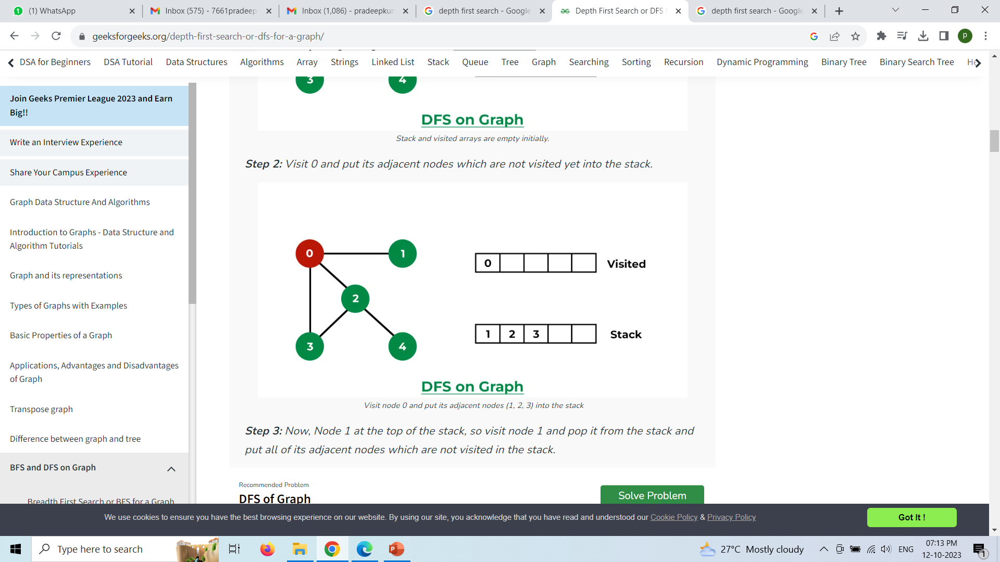 (1) WhatsApp
Inbox (575) - 7661pradeep
Inbox (1,086) - pradeepkun
depth first search - Google
Depth First Search or DFS
depth first search - Google
geeksforgeeks.org/depth-first-search-or-dfs-for-a-graph/
P
DSA for Beginners DSA Tutorial Data Structures Algorithms Array Strings Linked List Stack Queue Tree Graph Searching Sorting Recursion Dynamic Programming Binary Tree Binary Search Tree
Join Geeks Premier League 2023 and Earn
Big!!
Write an Interview Experience
Share Your Campus Experience
Graph Data Structure And Algorithms
Introduction to Graphs - Data Structure and
Algorithm Tutorials
Graph and its representations
Types of Graphs with Examples
Basic Properties of a Graph
Applications, Advantages and Disadvantages
of Graph
Transpose graph
Difference between graph and tree
BFS and DFS on Graph
Breadth First Search or BFS for a Graph
3 4
DFS on Graph
Stack and visited arrays are empty initially.
Step 2: Visit 0 and put its adjacent nodes which are not visited yet into the stack.
0 1
0 Visited
2
1 2 3 Stack
3 4
DFS on Graph
Visit node 0 and put its adjacent nodes (1, 2, 3) into the stack
Step 3: Now, Node 1 at the top of the stack, so visit node 1 and pop it from the stack and
put all of its adjacent nodes which are not visited in the stack.
Recommended Problem
DFS of Graph
Solve Problem
We use cookies to ensure you have the best browsing experience on our website. By using our site, you acknowledge that you have read and understood our Cookie Policy & Privacy Policy
Got It !
Type here to search
27°C Mostly cloudy
ENG
07:13 PM
12-10-2023
1